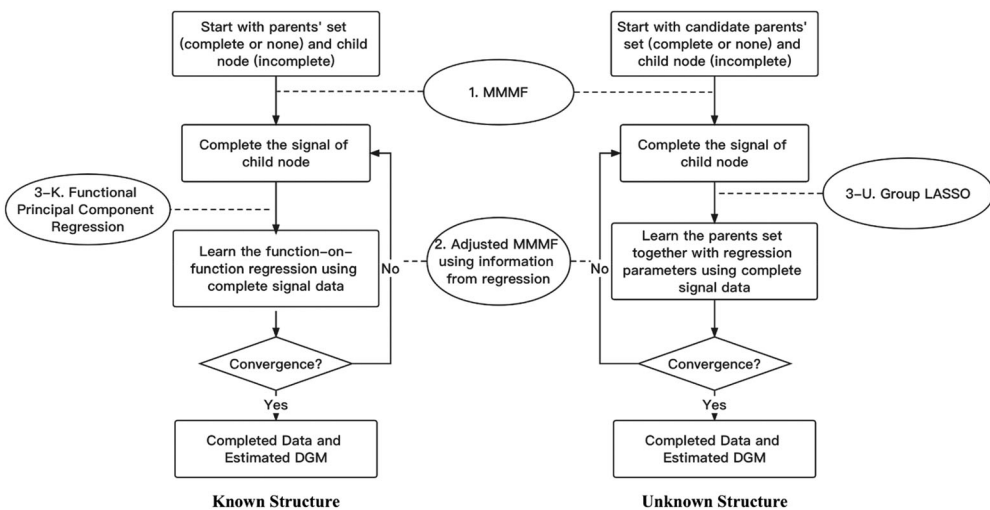 Start with parents' set
(complete or none) and child
node (incomplete)
Start with candidate parents'
set (complete or none) and
child node (incomplete)
1. MMMF
Complete the signal of
child node
Complete the signal of
child node
3-K. Functional
Principal Component
Regression
3-U. Group LASSO
Learn the function-on-
function regression using
complete signal data
No
2. Adjusted MMMF
using information
from regression
No
Learn the parents set
together with regression
parameters using complete
signal data
Convergence?
Convergence?
Yes
Yes
Completed Data and
Estimated DGM
Completed Data and
Estimated DGM
Known Structure
Unknown Structure